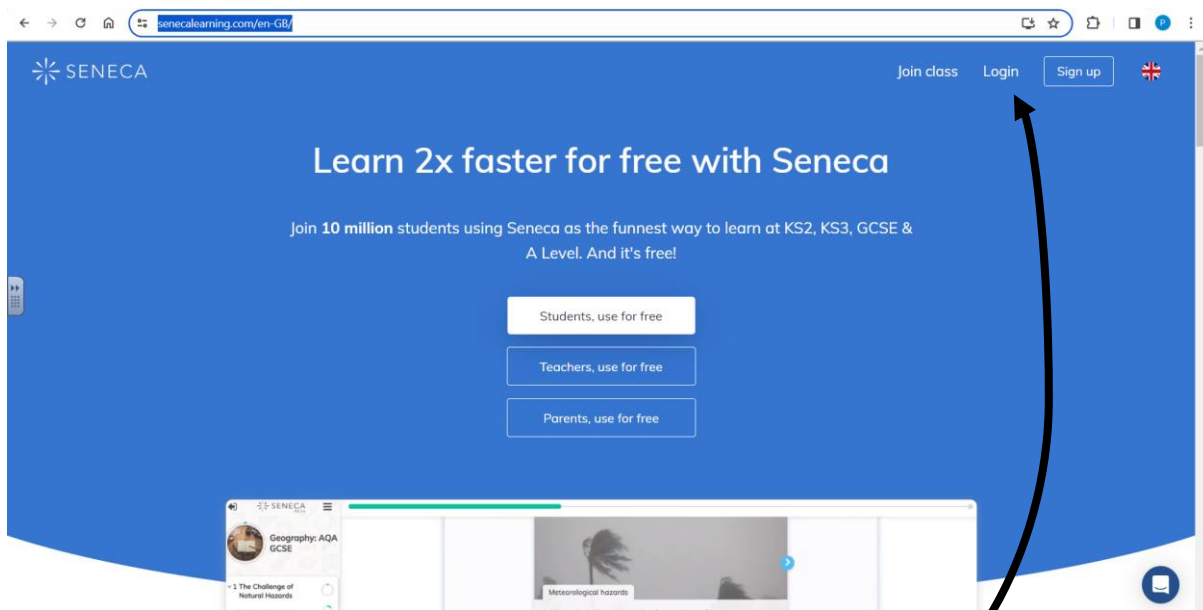 senecalearning.com/en-GB/
P
SENECA
Join class Login Sign up
Learn 2x faster for free with Seneca
Join 10 million students using Seneca as the funnest way to learn at KS2, KS3, GCSE &
A Level. And it's free!
Students, use for free
Teachers, use for free
Parents, use for free
SENECA
BETA
Geography: AQA
GCSE
1 The Challenge of
Natural Hazards
Meteorological hazards